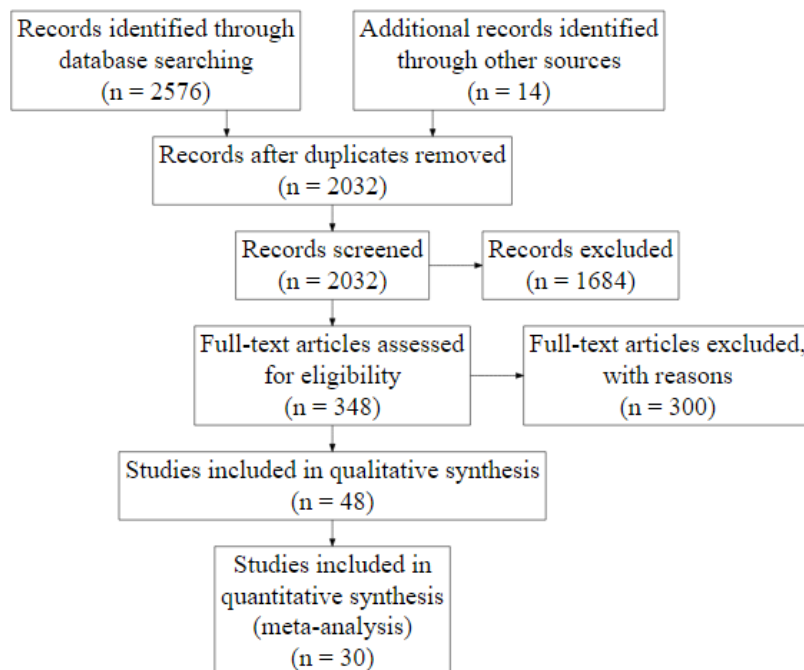 Records identified through
database searching
(n = 2576)
Additional records identified
through other sources
(n = 14)
Records after duplicates removed
(n = 2032)
Records screened
(n = 2032)
Records excluded
(n = 1684)
Full-text articles assessed
for eligibility
(n = 348)
Full-text articles excluded,
with reasons
(n = 300)
Studies included in qualitative synthesis
(n = 48)
Studies included in
quantitative synthesis
(meta-analysis)
(n = 30)